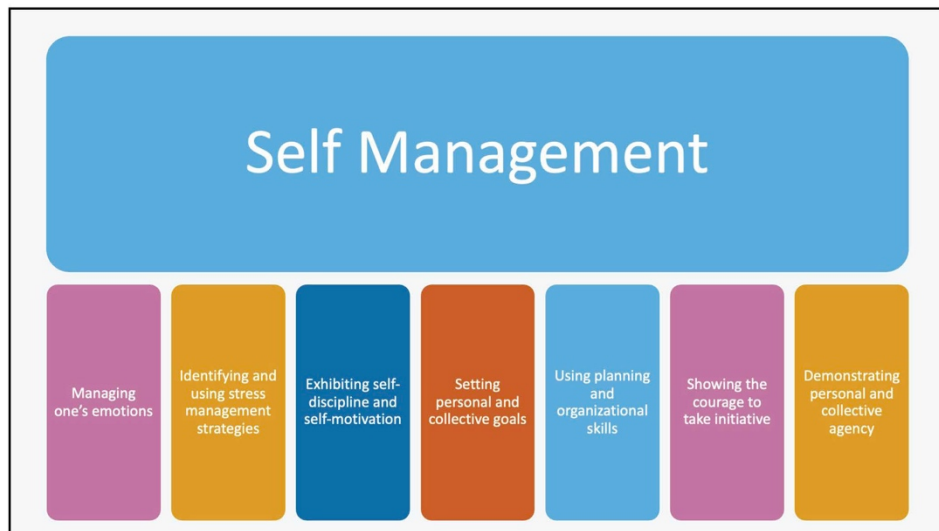 Self Management
Managing
one's emotions
Identifying and
using stress
management
strategies
Exhibiting self-
discipline and
self-motivation
Setting
personal and
collective goals
Using planning
and
organizational
skills
Showing the
courage to
take initiative
Demonstrating
personal and
collective
agency